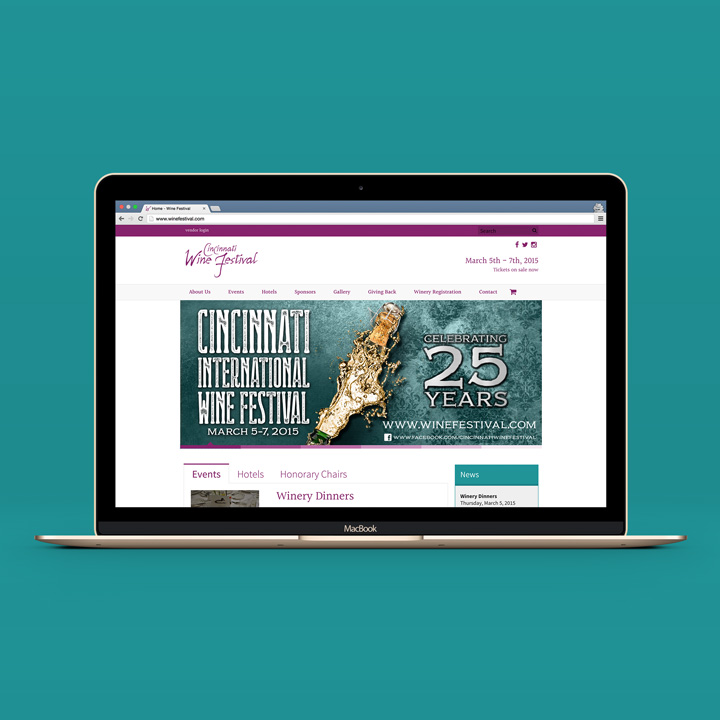 Home - Wine Festival
www.winefestival.com
vendor login
Search
Cincinnati
Wine Festival
March 5th - 7th, 2015
Tickets on sale now
About Us Events Hotels Sponsors Gallery Giving Back Winery Registration Contact
CINCINNATI
INTERNATIONAL
WINE FESTIVAL
MARCH 5-7, 2015
CELEBRATING
25
YEARS
WWW.WINEFESTIVAL.COM
WWW.FACEBOOK.COM/CINCINNATIWINEFESTIVAL
Events Hotels Honorary Chairs
Winery Dinners
News
Winery Dinners
Thursday, March 5, 2015
MacBook